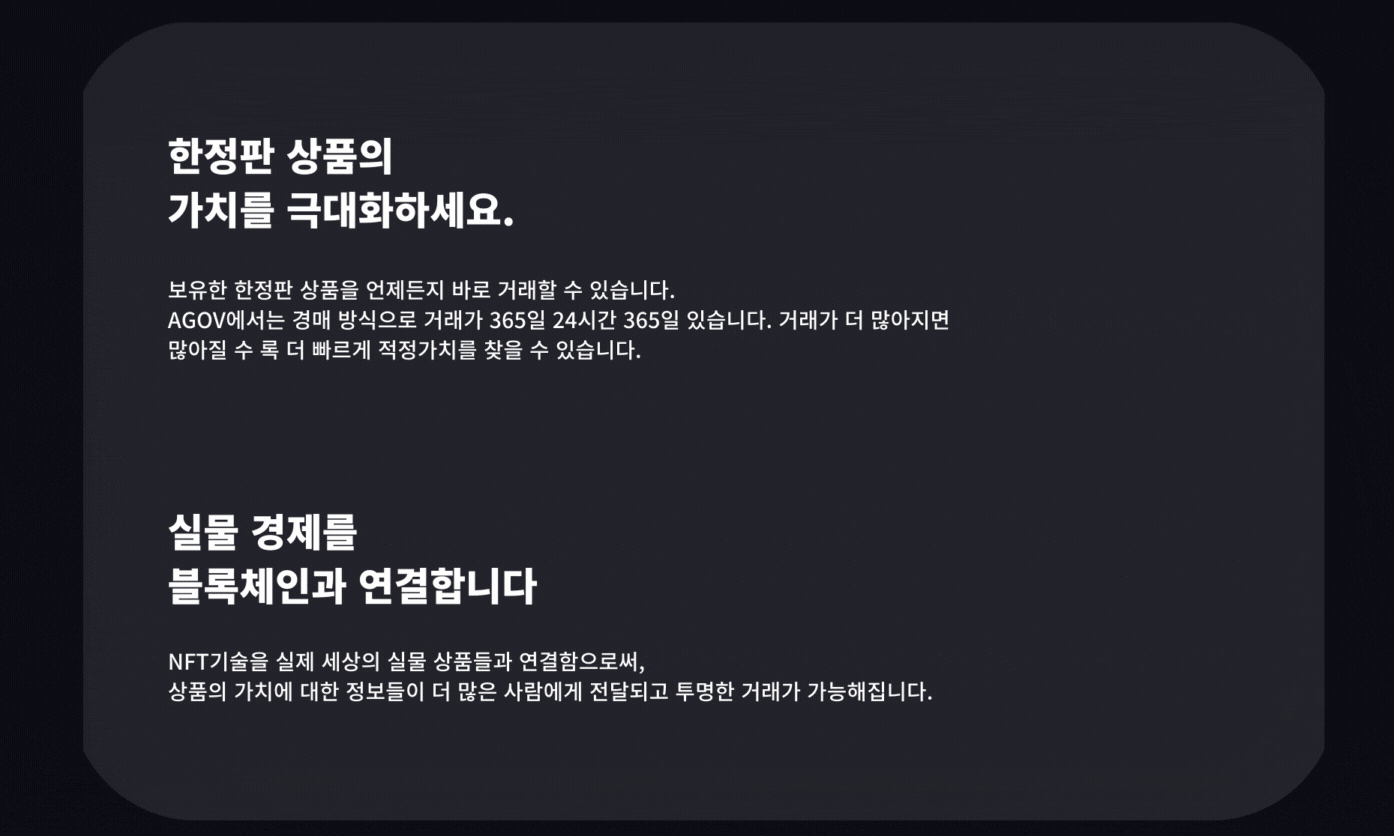 한정판 상품의
가치를 극대화하세요.
보유한 한정판 상품을 언제든지 바로 거래할 수 있습니다.
AGOV에서는 경매 방식으로 거래가 365일 24시간 365일 있습니다. 거래가 더 많아지면
많아질 수 록 더 빠르게 적정가치를 찾을 수 있습니다.
실물 경제를
블록체인과 연결합니다
NFT기술을 실제 세상의 실물 상품들과 연결함으로써,
상품의 가치에 대한 정보들이 더 많은 사람에게 전달되고 투명한 거래가 가능해집니다.